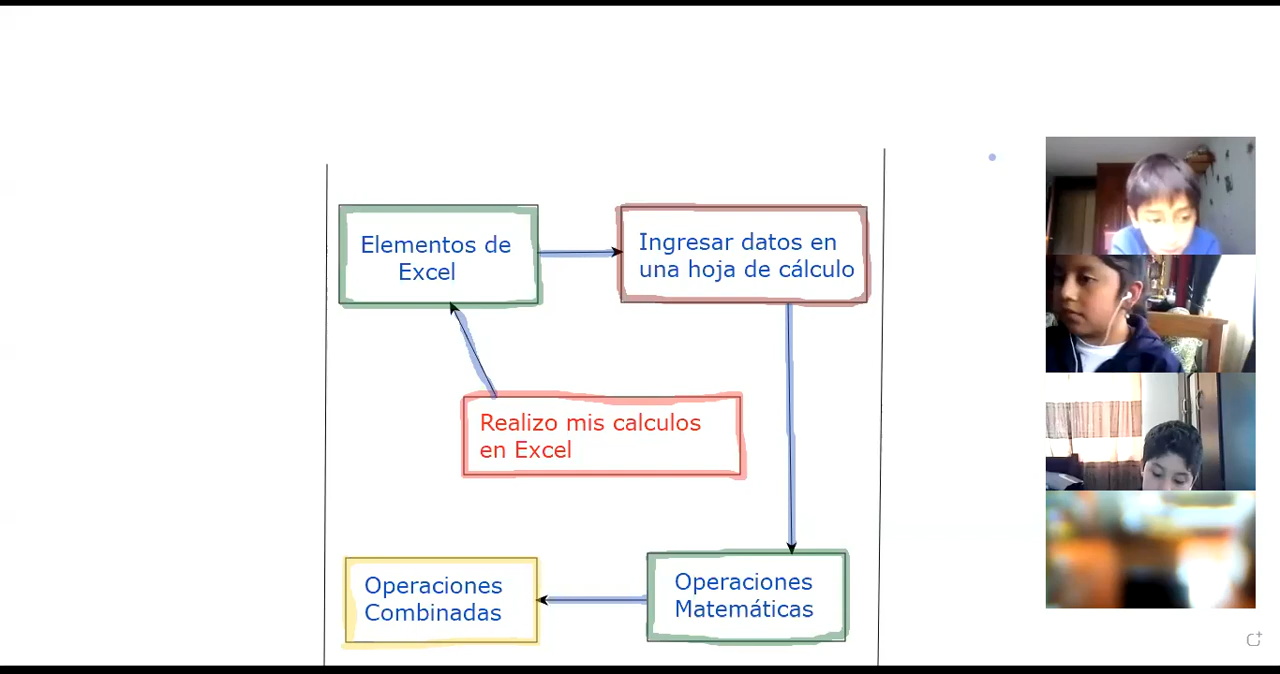 Elementos de
Excel
Ingresar datos en
una hoja de cálculo
Realizo mis calculos
en Excel
Operaciones
Combinadas
Operaciones
Matemáticas